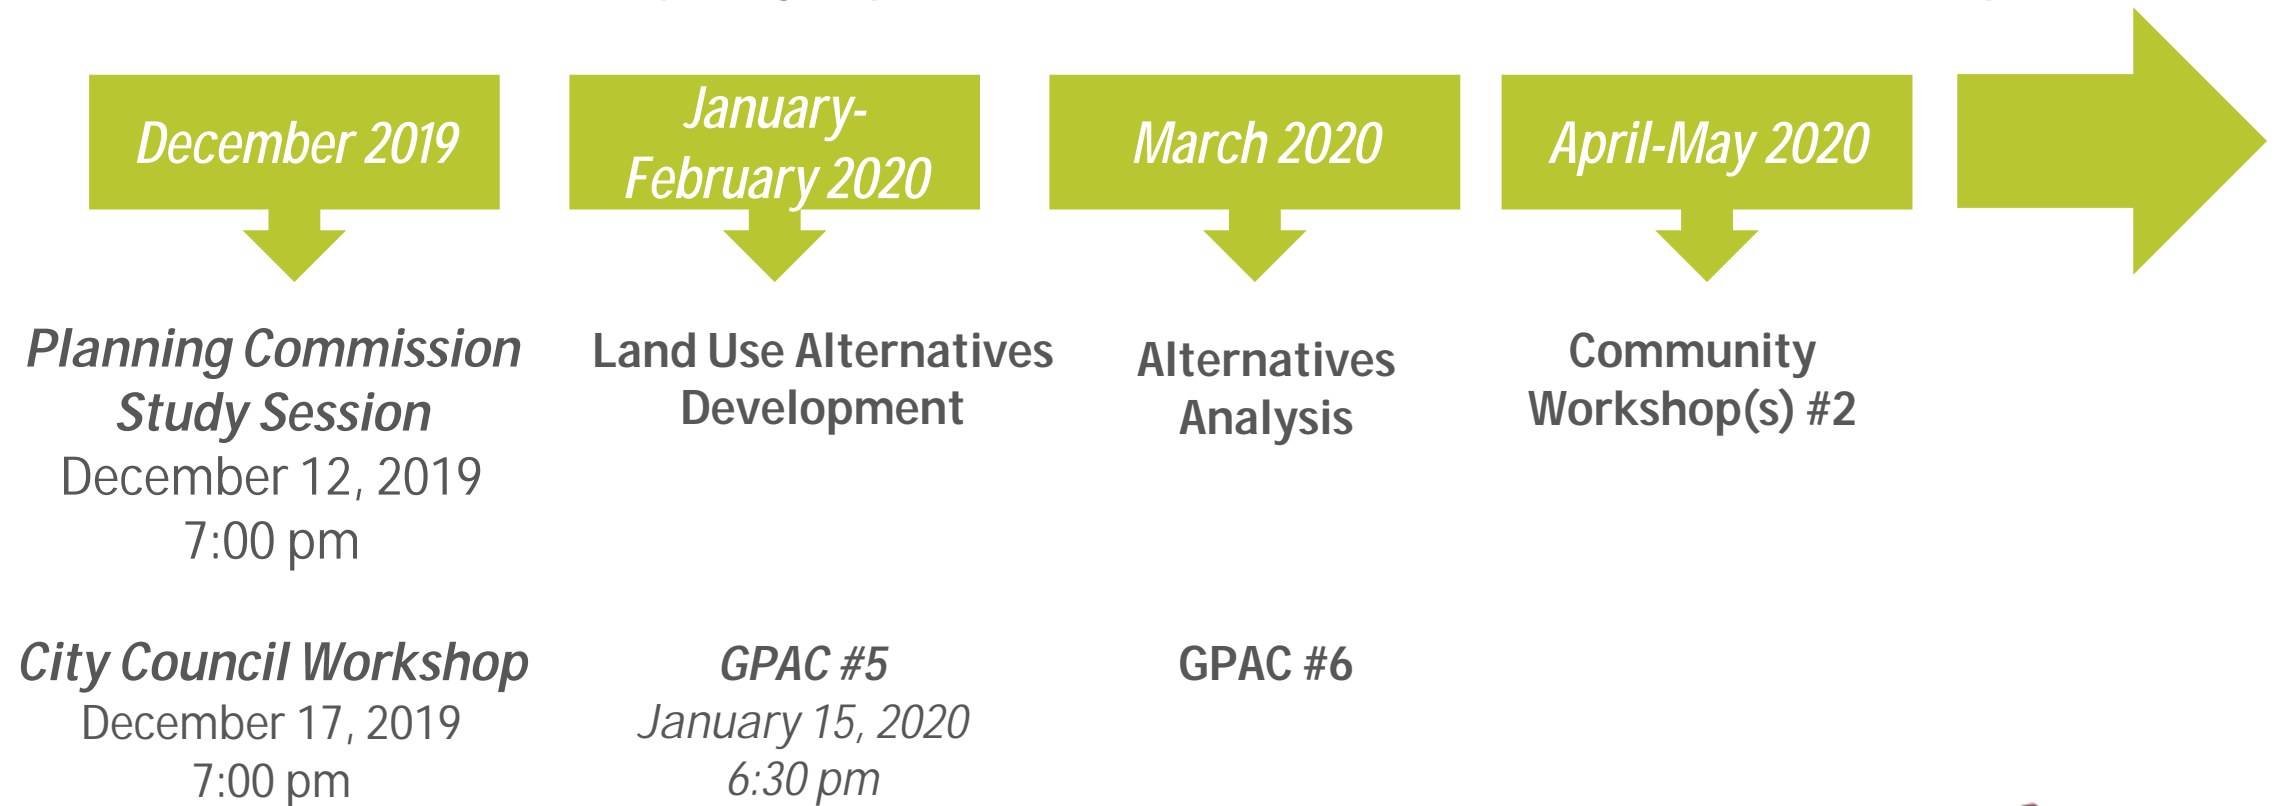 December 2019
January-
February 2020
March 2020
April-May 2020
Planning Commission
Study Session
December 12, 2019
7:00 pm
City Council Workshop
December 17, 2019
7:00 pm
Land Use Alternatives
Development
GPAC #5
January 15, 2020
6:30 pm
Alternatives
Analysis
GPAC #6
Community
Workshop(s) #2